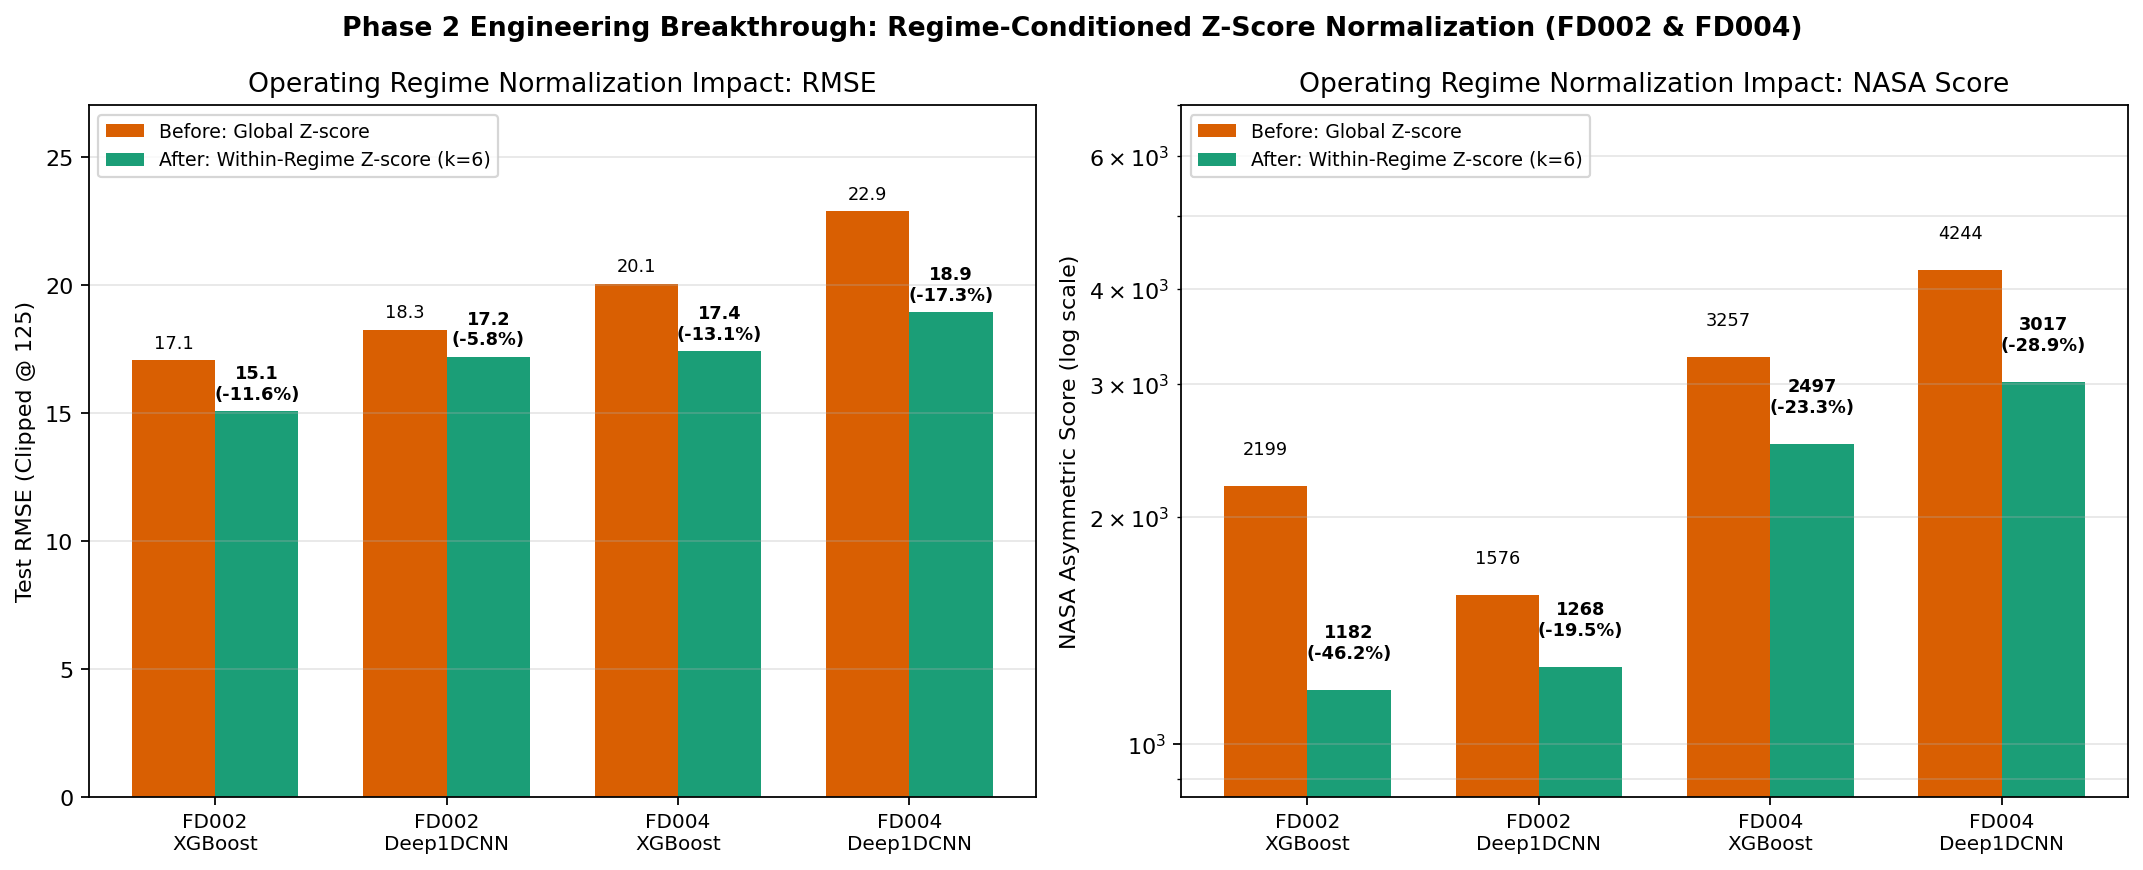 Phase 2 Engineering Breakthrough: Regime-Conditioned Z-Score Normalization (FD002 & FD004)
Operating Regime Normalization Impact: RMSE
Test RMSE (Clipped @ 125)
Before: Global Z-score
After: Within-Regime Z-score (k=6)
25
20
15
10
5
0
17.1
15.1
(-11.6%)
18.3
17.2
(-5.8%)
20.1
17.4
(-13.1%)
22.9
18.9
(-17.3%)
FD002
XGBoost
FD002
Deep1DCNN
FD004
XGBoost
FD004
Deep1DCNN
Operating Regime Normalization Impact: NASA Score
NASA Asymmetric Score (log scale)
Before: Global Z-score
After: Within-Regime Z-score (k=6)
6 × 10³
4 × 10³
3 × 10³
2 × 10³
10³
2199
1182
(-46.2%)
1576
1268
(-19.5%)
3257
2497
(-23.3%)
4244
3017
(-28.9%)
FD002
XGBoost
FD002
Deep1DCNN
FD004
XGBoost
FD004
Deep1DCNN